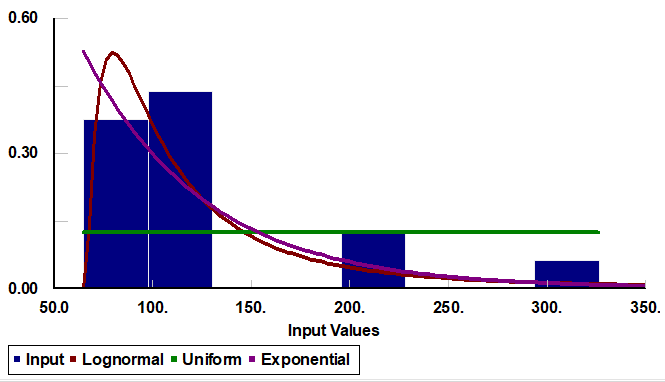 0.60
0.30
0.00
50.0 100. 150. 200. 250. 300. 350.
Input Values
Input Lognormal Uniform Exponential